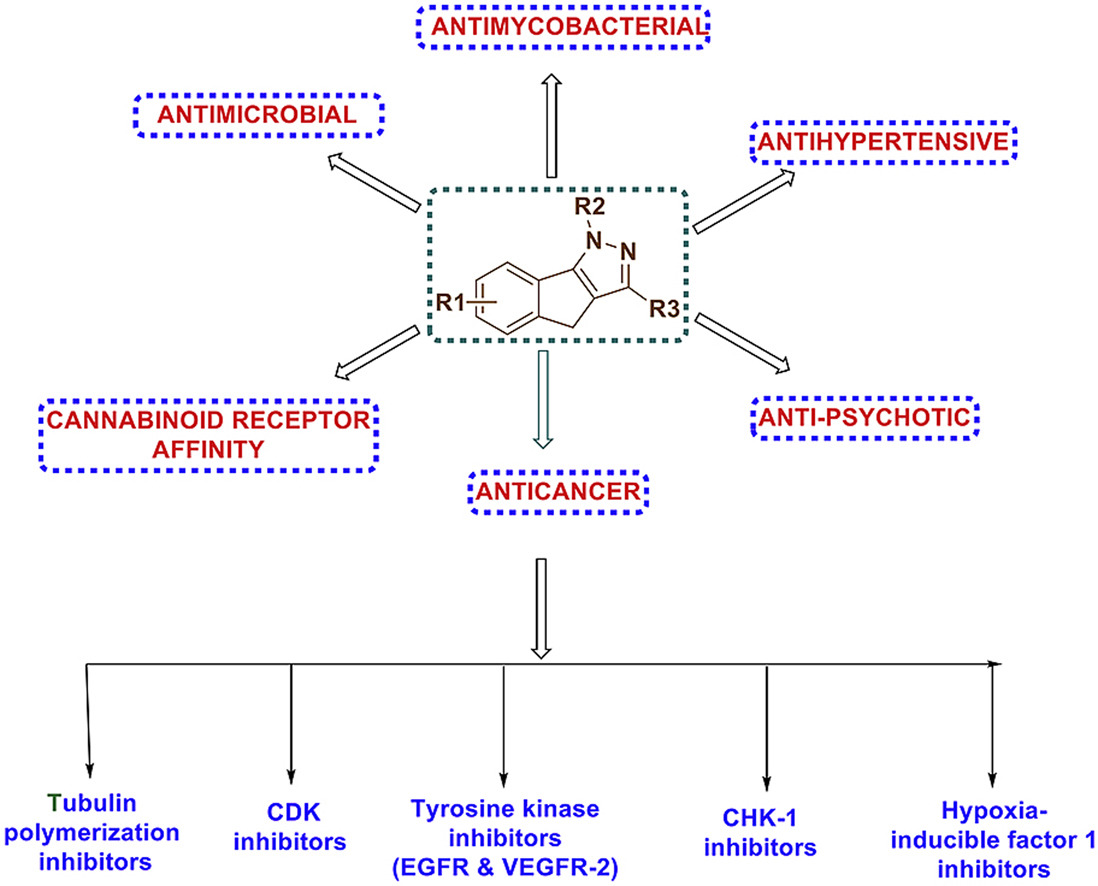 ANTIMYCOBACTERIAL
ANTIMICROBIAL
ANTIHYPERTENSIVE
R2
N
N
R1
R3
CANNABINOID RECEPTOR
AFFINITY
ANTI-PSYCHOTIC
ANTICANCER
Tubulin
polymerization
inhibitors
CDK
inhibitors
Tyrosine kinase
inhibitors
(EGFR & VEGFR-2)
CHK-1
inhibitors
Hypoxia-
inducible factor 1
inhibitors